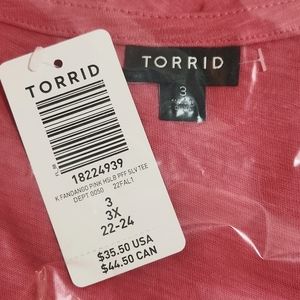 TORRID
18224939
K FANDANGO PINK HSLB PFF SLV TEE
DEPT 0050 22FAL1
3
3X
22-24
$35.50 USA
$44.50 CAN
TORRID
3